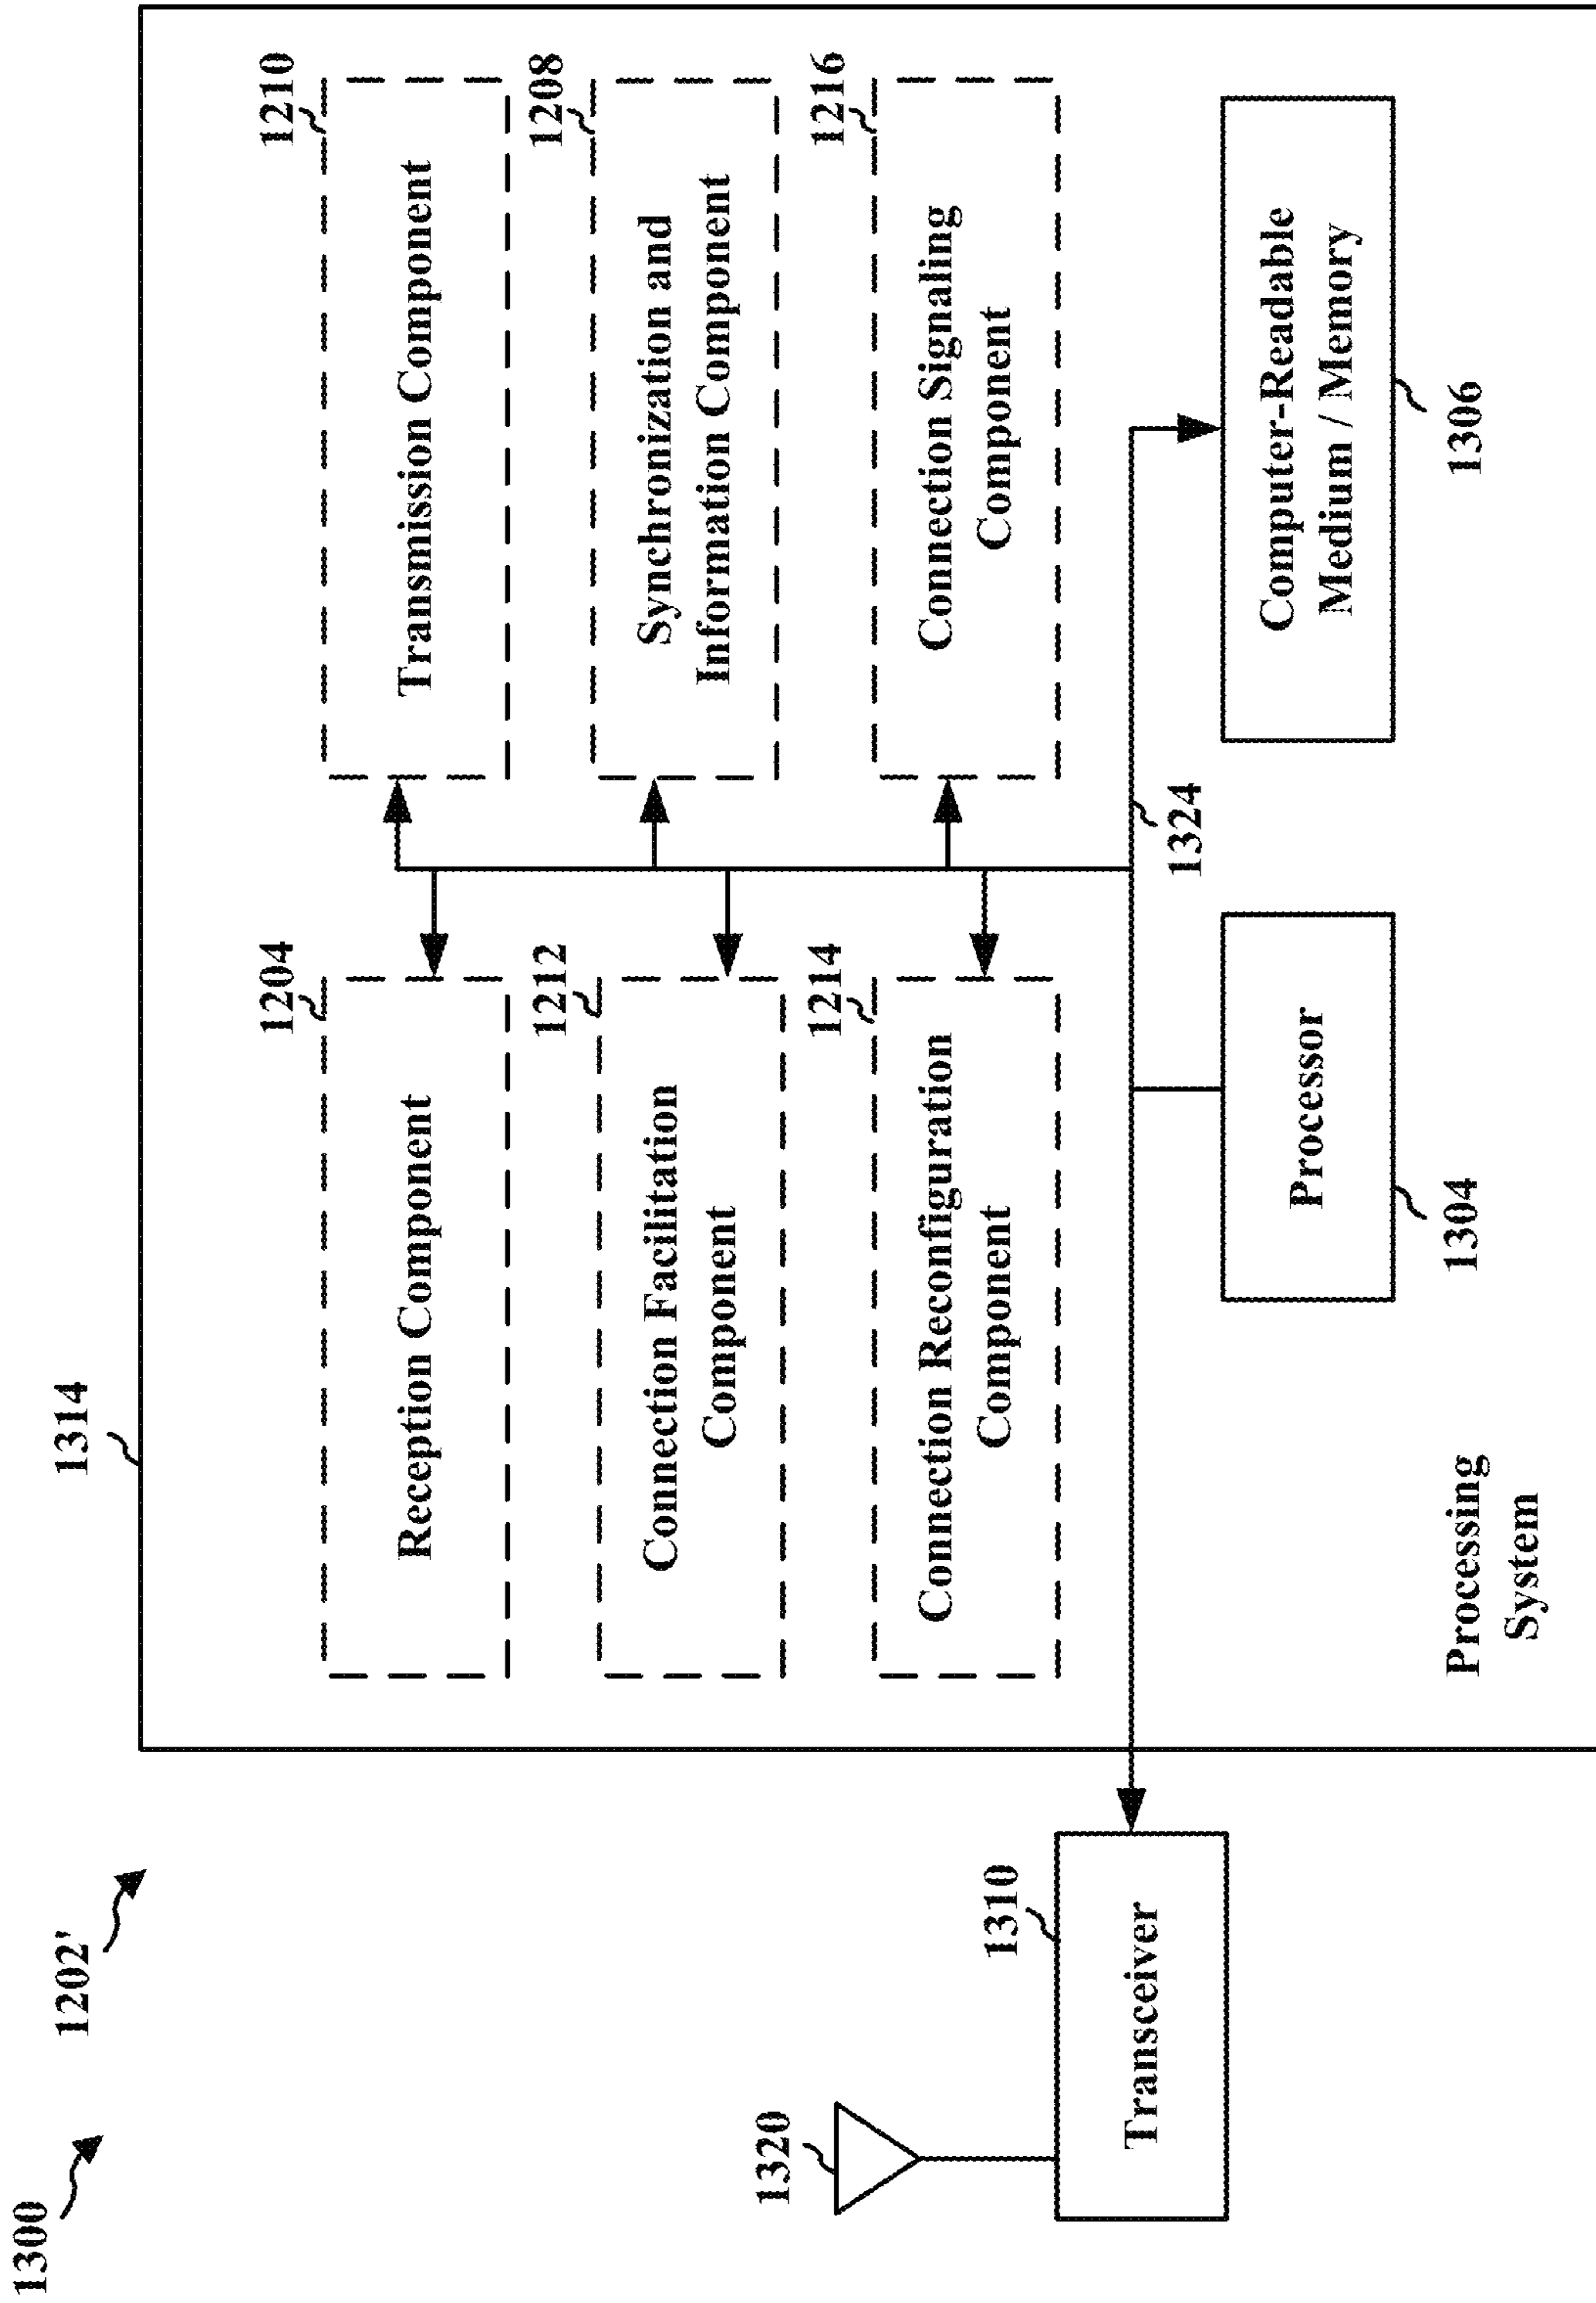 1300
1202'
1314
1204
Reception Component
1210
Transmission Component
1212
Connection Facilitation
Component
1208
Synchronization and
Information Component
1214
Connection Reconfiguration
Component
1216
Connection Signaling
Component
1320
1310
Transceiver
1324
Processor
1304
Computer-Readable
Medium / Memory
1306
Processing
System